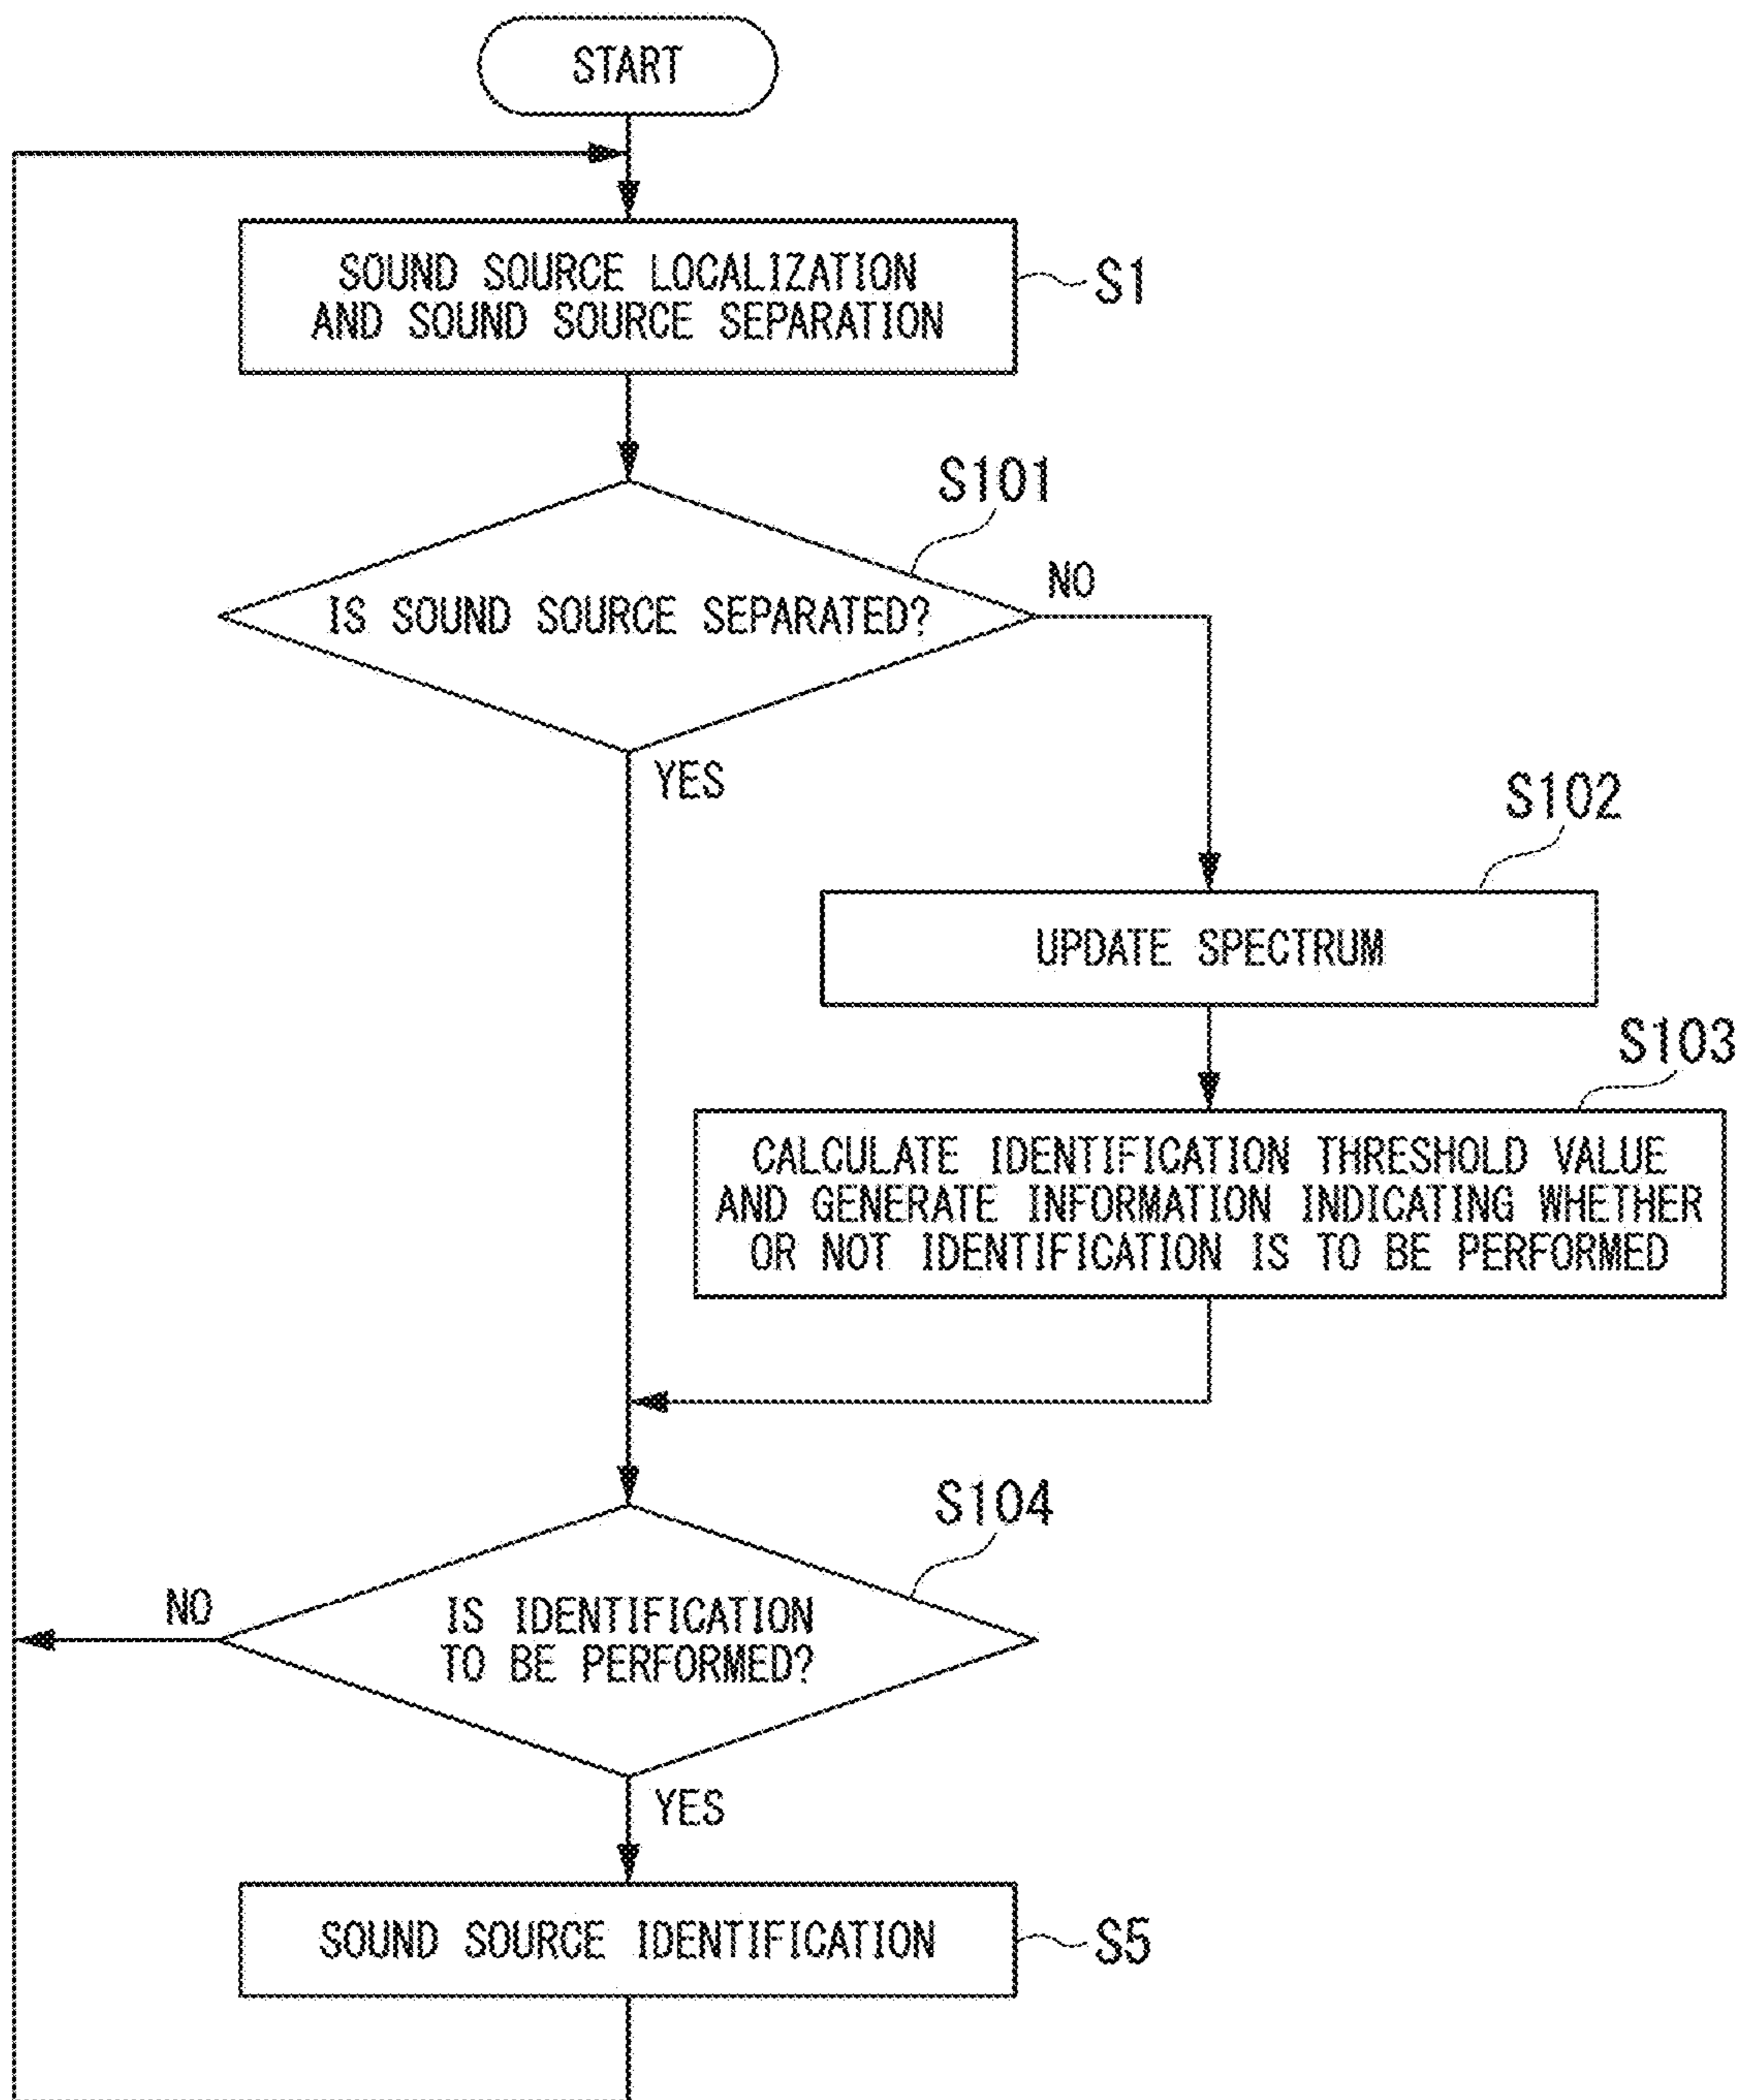 START
SOUND SOURCE LOCALIZATION
AND SOUND SOURCE SEPARATION
S1
S101
IS SOUND SOURCE SEPARATED?
NO
YES
S102
UPDATE SPECTRUM
S103
CALCULATE IDENTIFICATION THRESHOLD VALUE
AND GENERATE INFORMATION INDICATING WHETHER
OR NOT IDENTIFICATION IS TO BE PERFORMED
S104
NO
IS IDENTIFICATION
TO BE PERFORMED?
YES
SOUND SOURCE IDENTIFICATION
S5